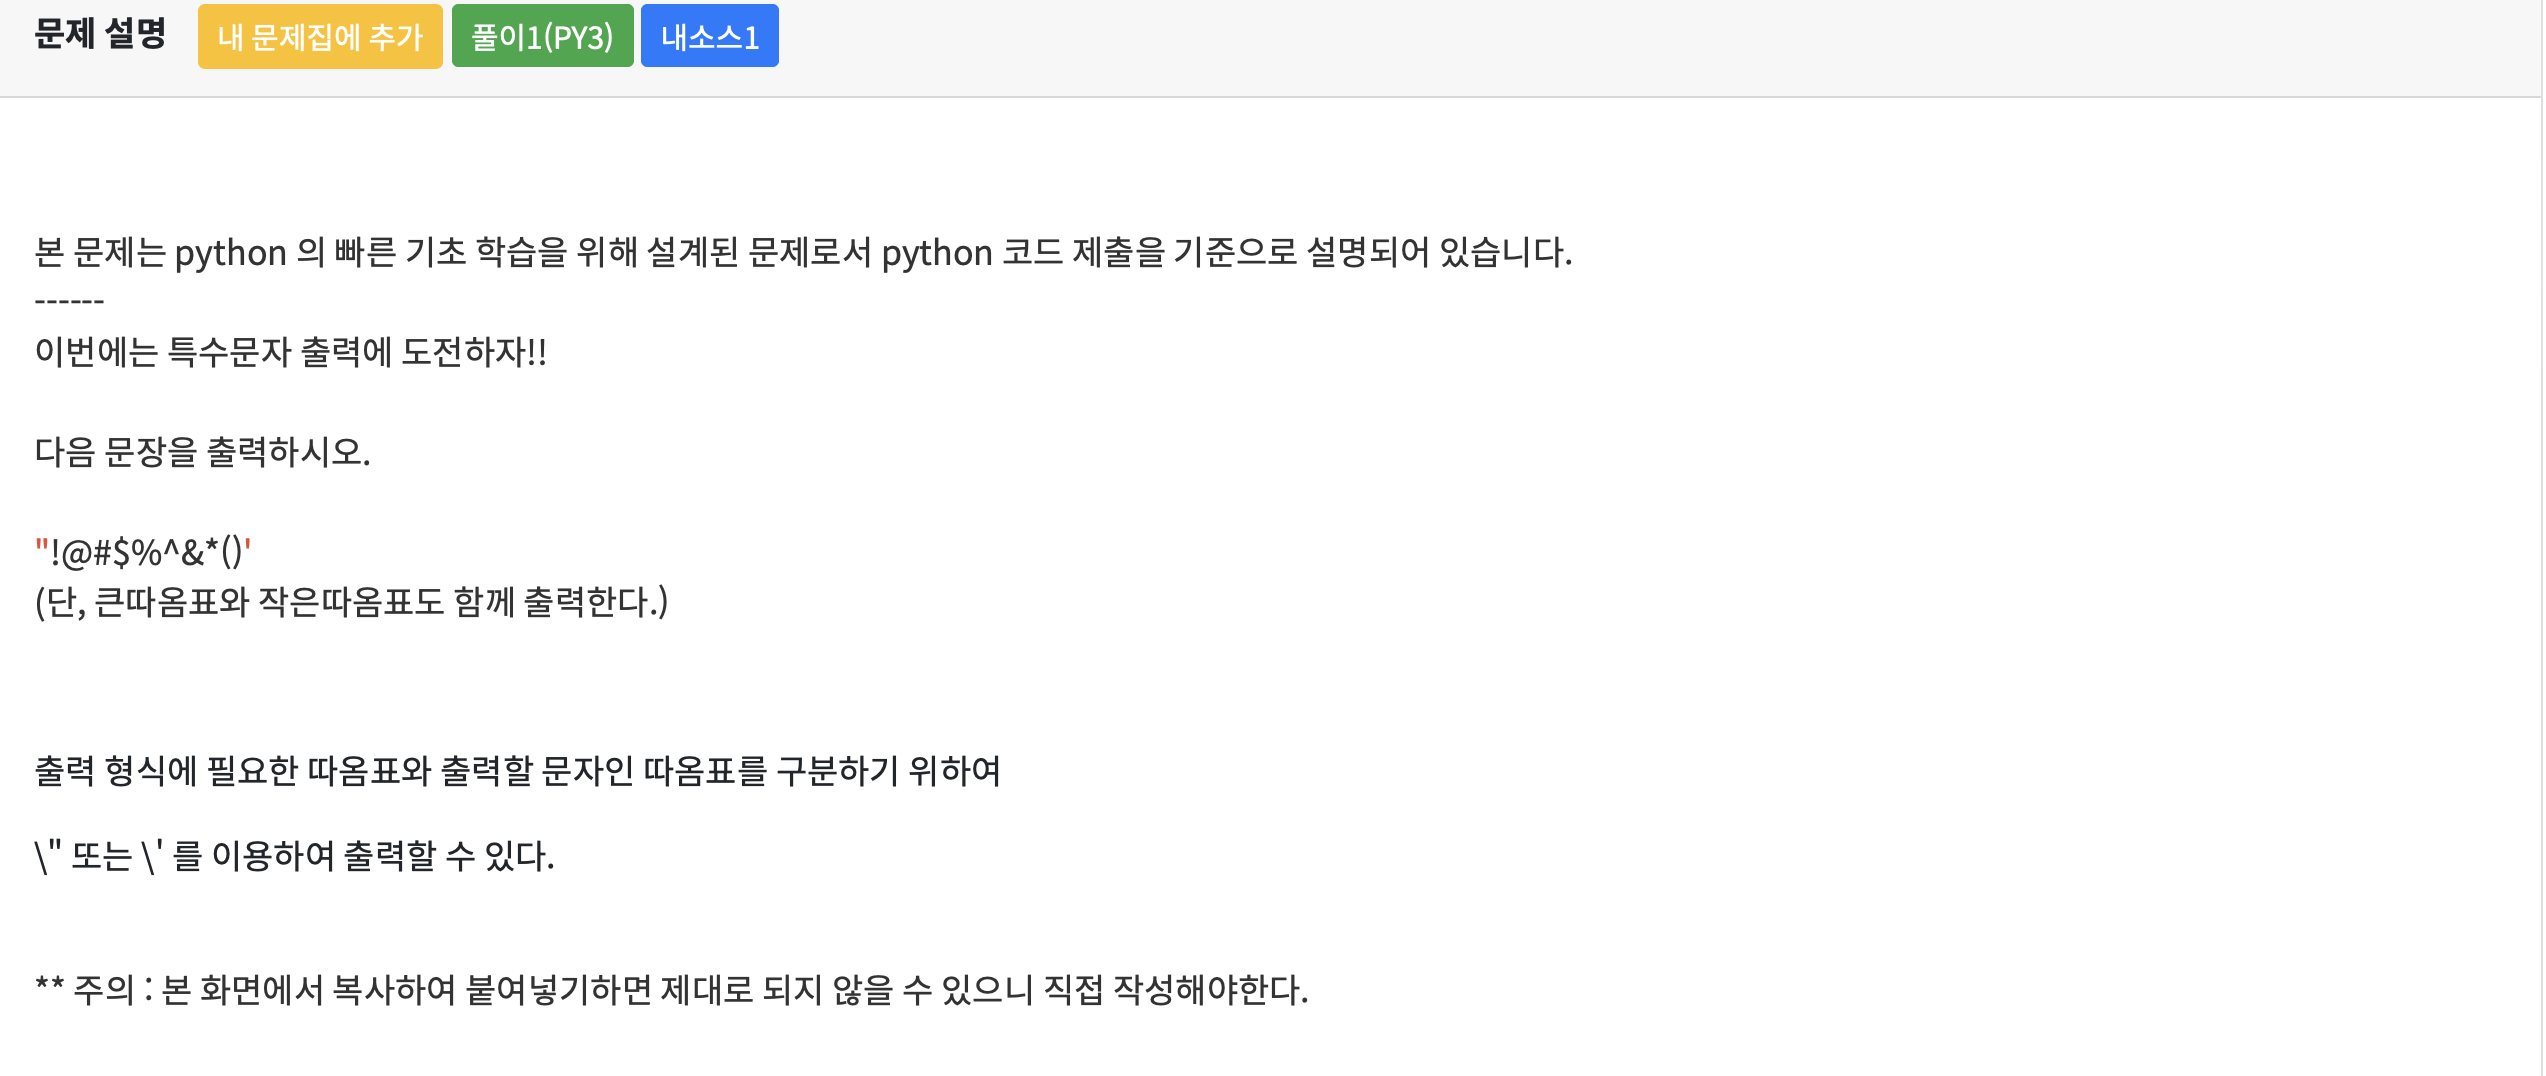 문제 설명 내 문제집에 추가 풀이1(PY3) 내소스1
본 문제는 python 의 빠른 기초 학습을 위해 설계된 문제로서 python 코드 제출을 기준으로 설명되어 있습니다.
------
이번에는 특수문자 출력에 도전하자!!
다음 문장을 출력하시오.
"!@#$%^&*()'
(단, 큰따옴표와 작은따옴표도 함께 출력한다.)
출력 형식에 필요한 따옴표와 출력할 문자인 따옴표를 구분하기 위하여
\" 또는 \' 를 이용하여 출력할 수 있다.
** 주의 : 본 화면에서 복사하여 붙여넣기하면 제대로 되지 않을 수 있으니 직접 작성해야한다.